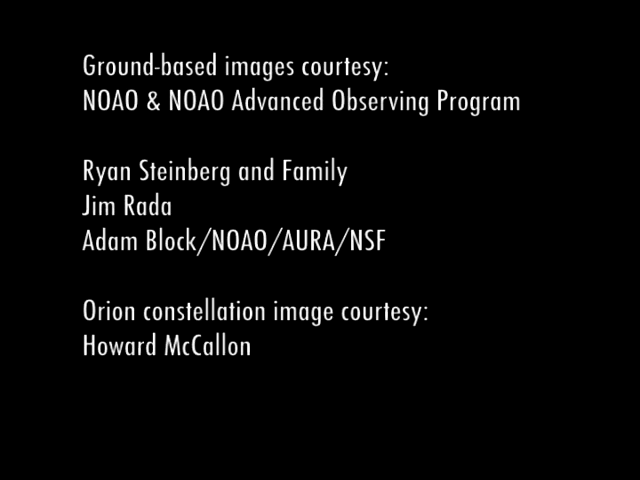 Ground-based images courtesy:
NOAO & NOAO Advanced Observing Program
Ryan Steinberg and Family
Jim Rada
Adam Block/NOAO/AURA/NSF
Orion constellation image courtesy:
Howard McCallon